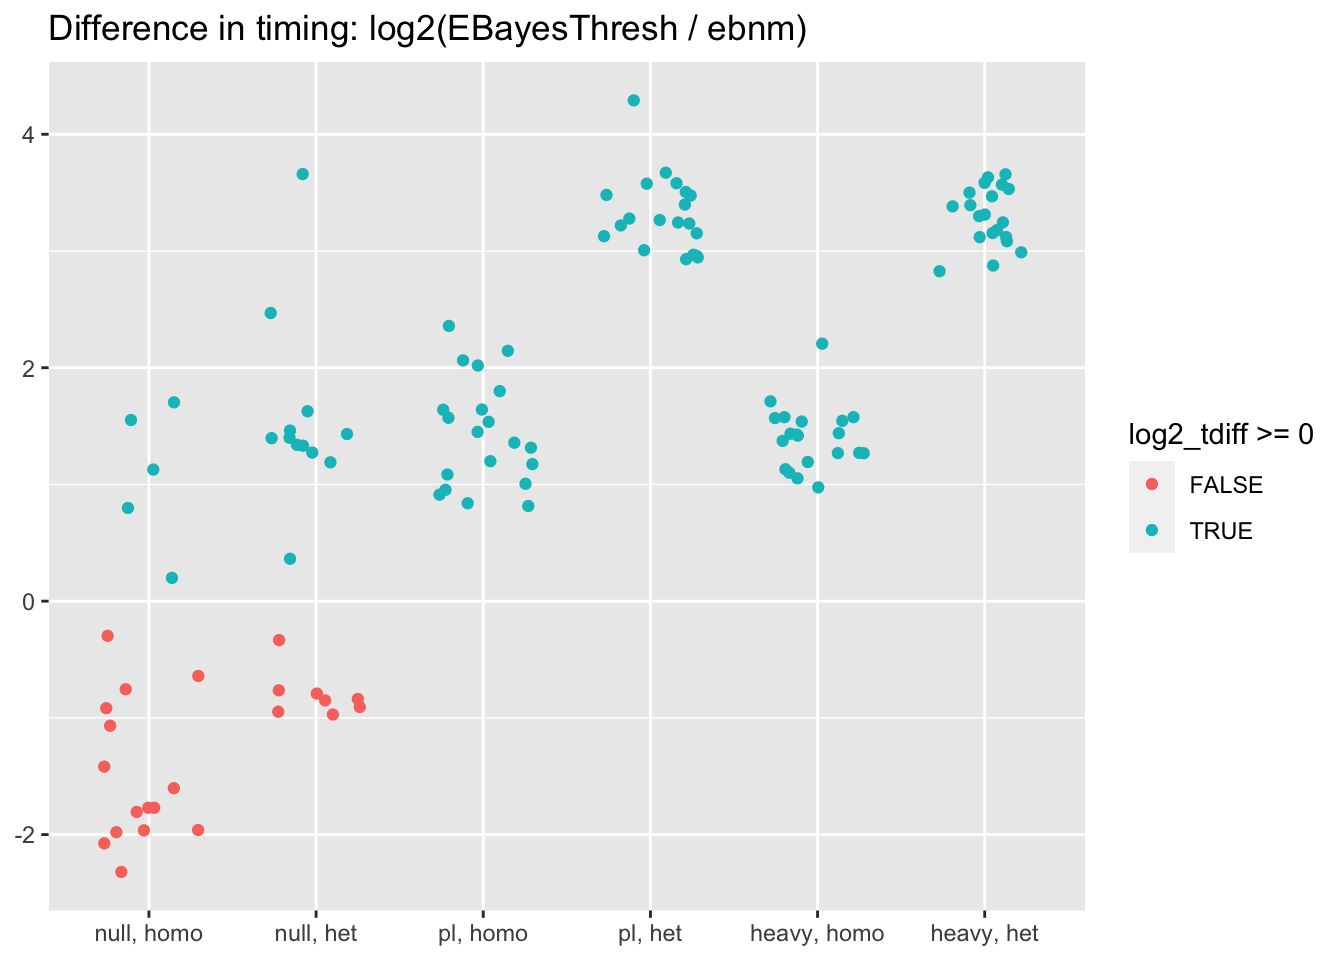 Difference in timing: log2(EBayesThresh / ebnm)
4
2
0
-2
null, homo
null, het
pl, homo
pl, het
heavy, homo
heavy, het
log2_tdiff >= 0
FALSE
TRUE